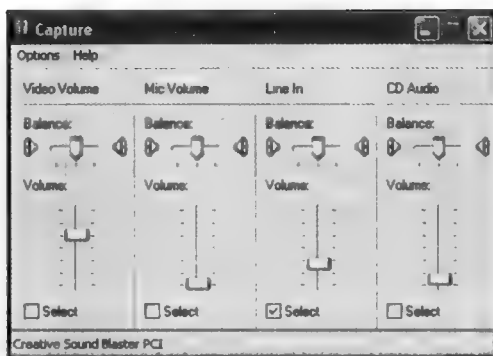 Capture
Options Help
Video Volume Mic Volume Line In CD Audio
Balance: Balance: Balance: Balance:
Volume: Volume: Volume: Volume:
Select Select Select Select
Creative Sound Blaster PCI